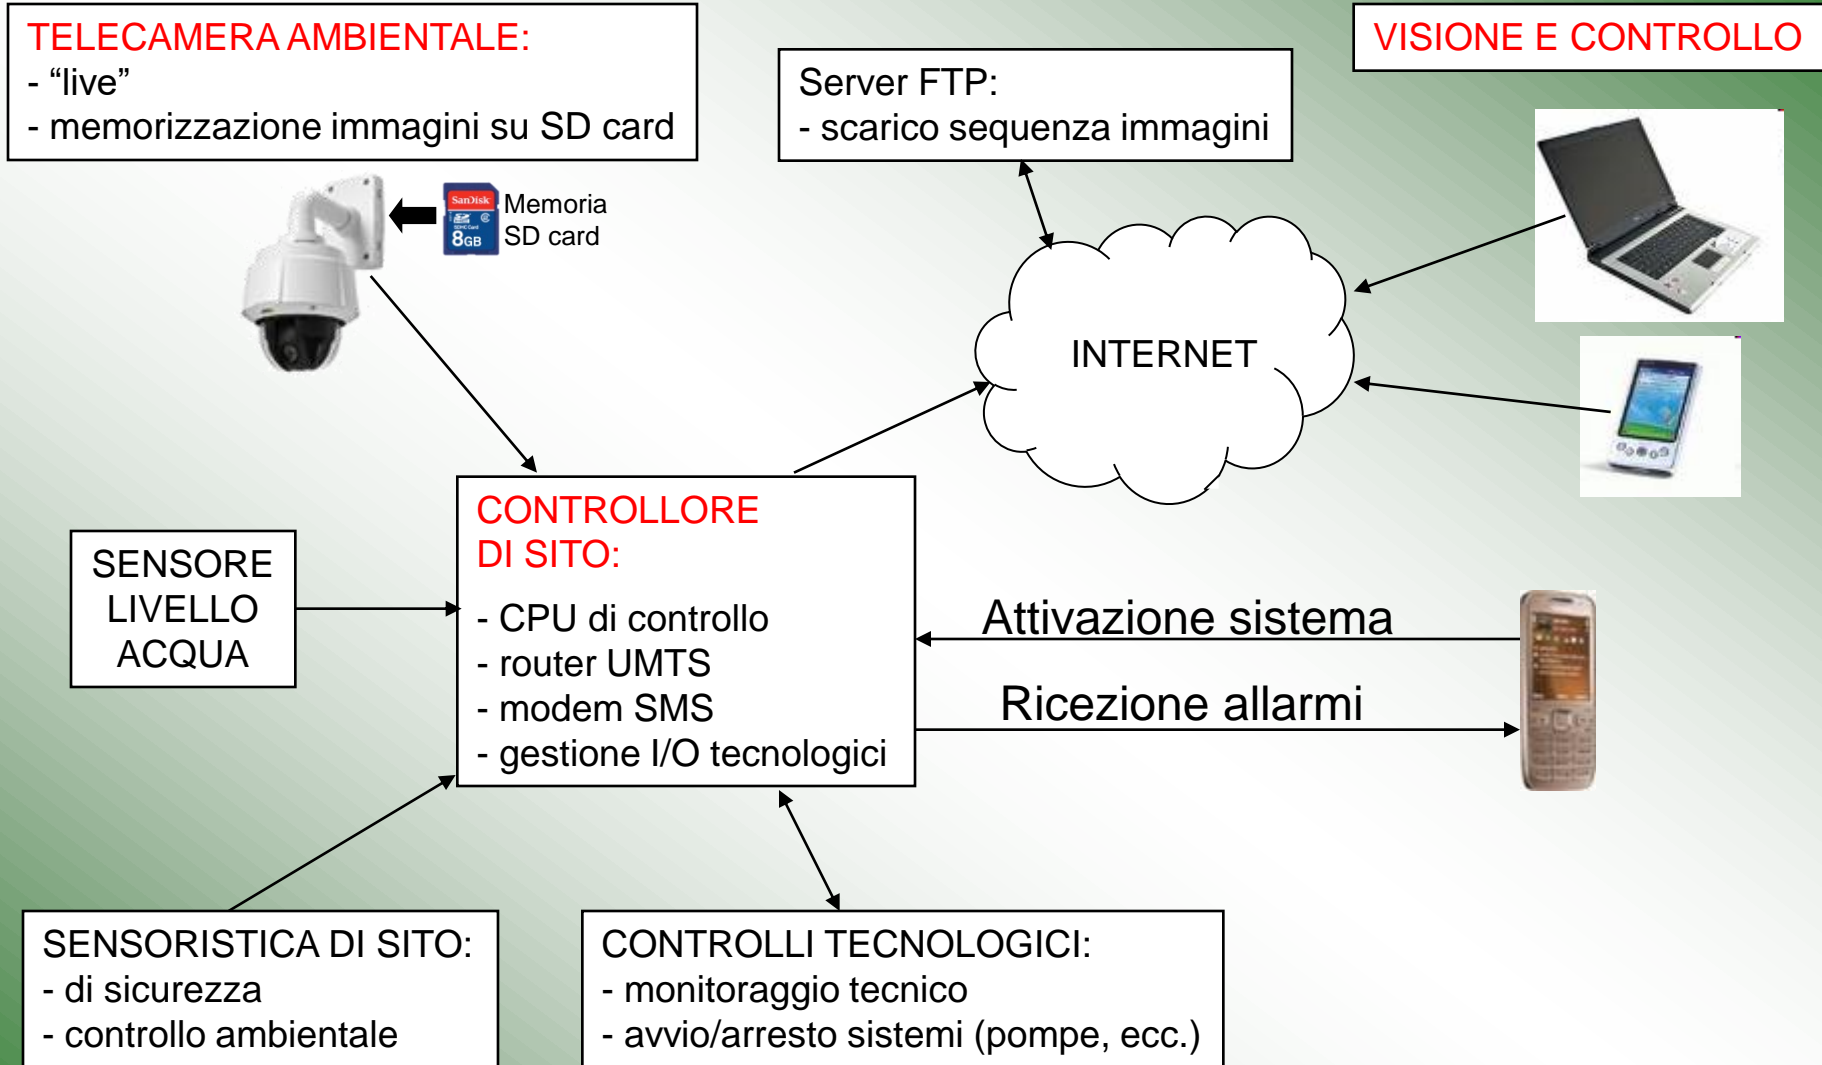 TELECAMERA AMBIENTALE:
- “live”
- memorizzazione immagini su SD card
Server FTP:
- scarico sequenza immagini
VISIONE E CONTROLLO
SanDisk
8GB
Memoria
SD card
INTERNET
CONTROLLORE
DI SITO:
- CPU di controllo
- router UMTS
- modem SMS
- gestione I/O tecnologici
SENSORE
LIVELLO
ACQUA
Attivazione sistema
Ricezione allarmi
SENSORISTICA DI SITO:
- di sicurezza
- controllo ambientale
CONTROLLI TECNOLOGICI:
- monitoraggio tecnico
- avvio/arresto sistemi (pompe, ecc.)